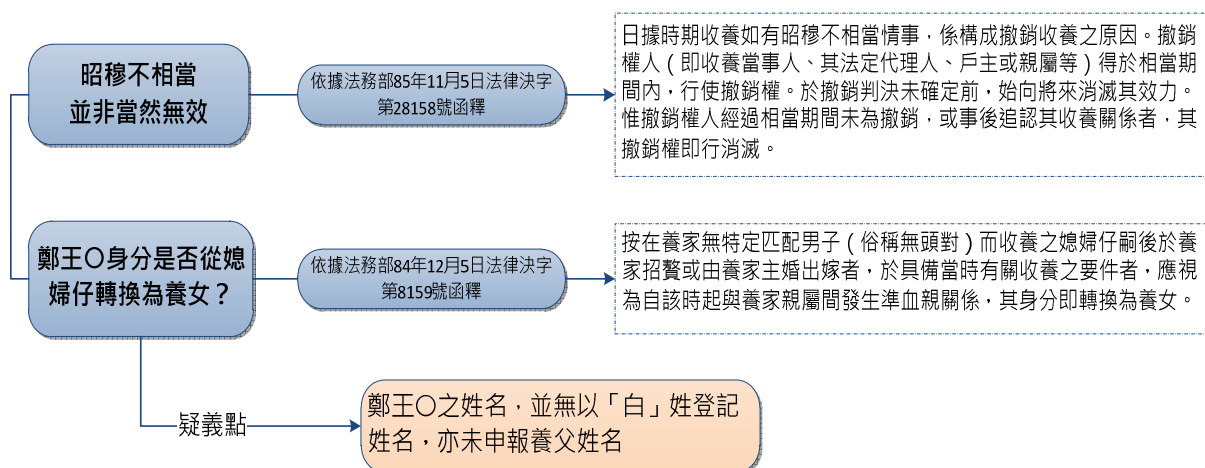 昭穆不相當
並非當然無效
依據法務部85年11月5日法律決字
第28158號函釋
日據時期收養如有昭穆不相當情事，係構成撤銷收養之原因。撤銷
權人（即收養當事人、其法定代理人、戶主或親屬等）得於相當期
間內，行使撤銷權。於撤銷判決未確定前，始向將來消滅其效力。
惟撤銷權人經過相當期間未為撤銷，或事後追認其收養關係者，其
撤銷權即行消滅。
鄭王〇身分是否從媳
婦仔轉換為養女？
依據法務部84年12月5日法律決字
第8159號函釋
按在養家無特定匹配男子（俗稱無頭對）而收養之媳婦仔嗣後於養
家招贅或由養家主婚出嫁者，於具備當時有關收養之要件者，應視
為自該時起與養家親屬間發生準血親關係，其身分即轉換為養女。
疑義點
鄭王〇之姓名，並無以「白」姓登記
姓名，亦未申報養父姓名